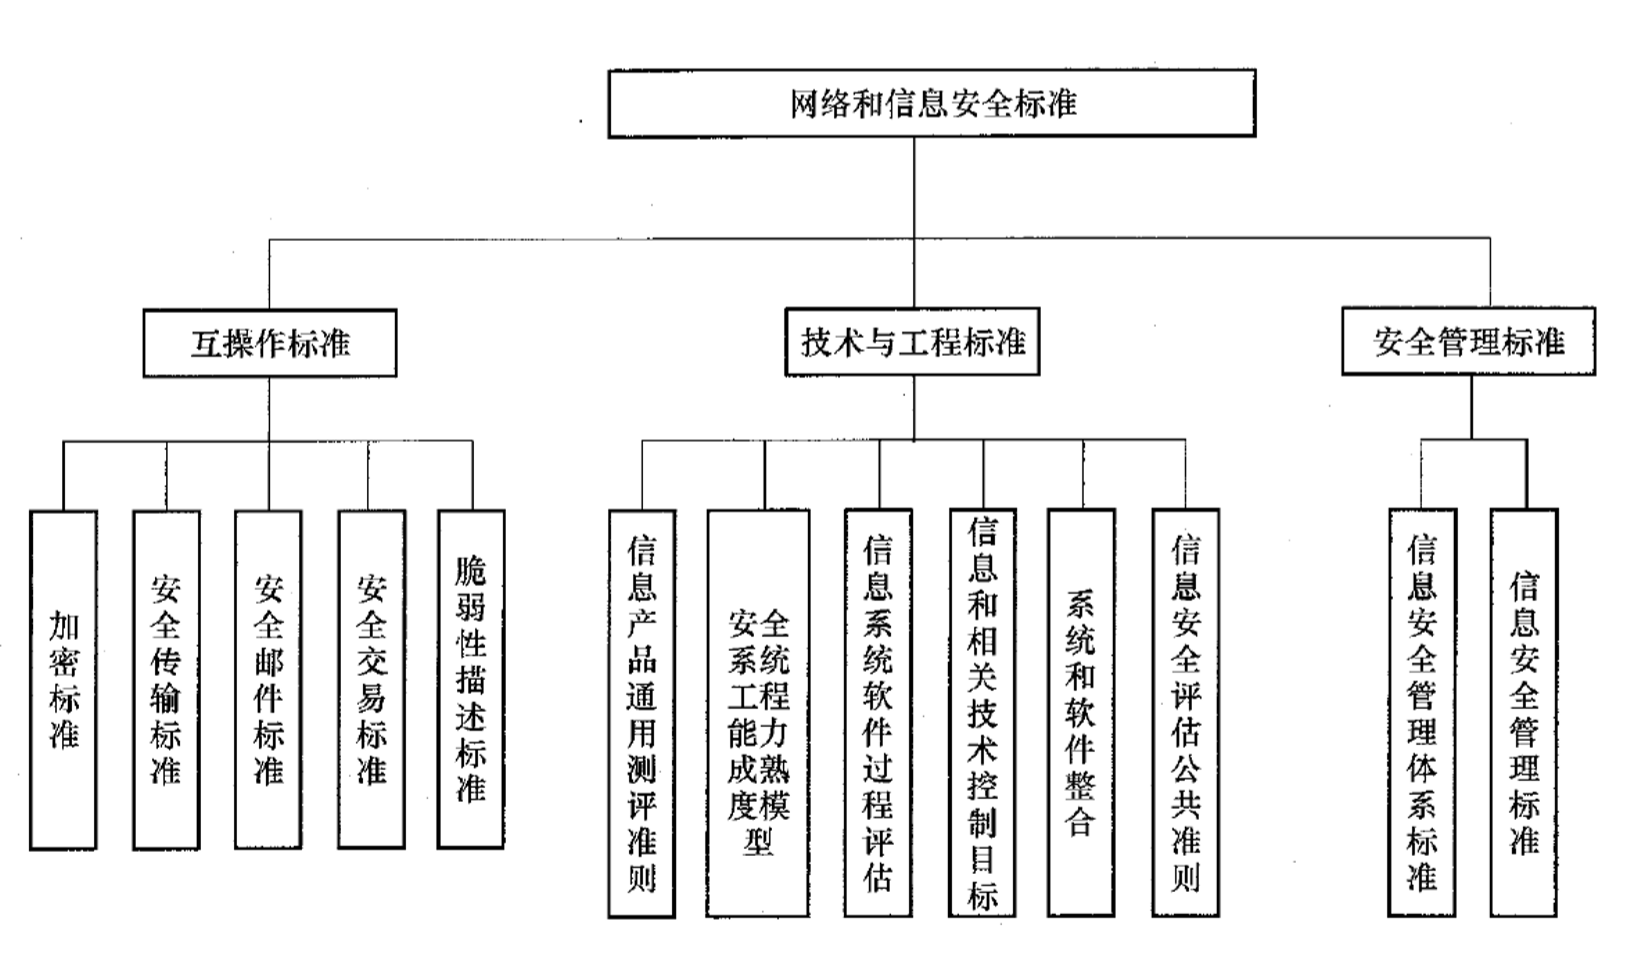 网络和信息安全标准
互操作标准
技术与工程标准
安全管理标准
加密标准
安全传输标准
安全邮件标准
安全交易标准
脆弱性描述标准
信息产品通用测评准则
安全
系统
工程
能力
成熟
度模
型
信息系统软件过程评估
信息和相关技术控制目标
系统和软件整合
信息安全评估公共准则
信息安全管理体系标准
信息安全管理标准